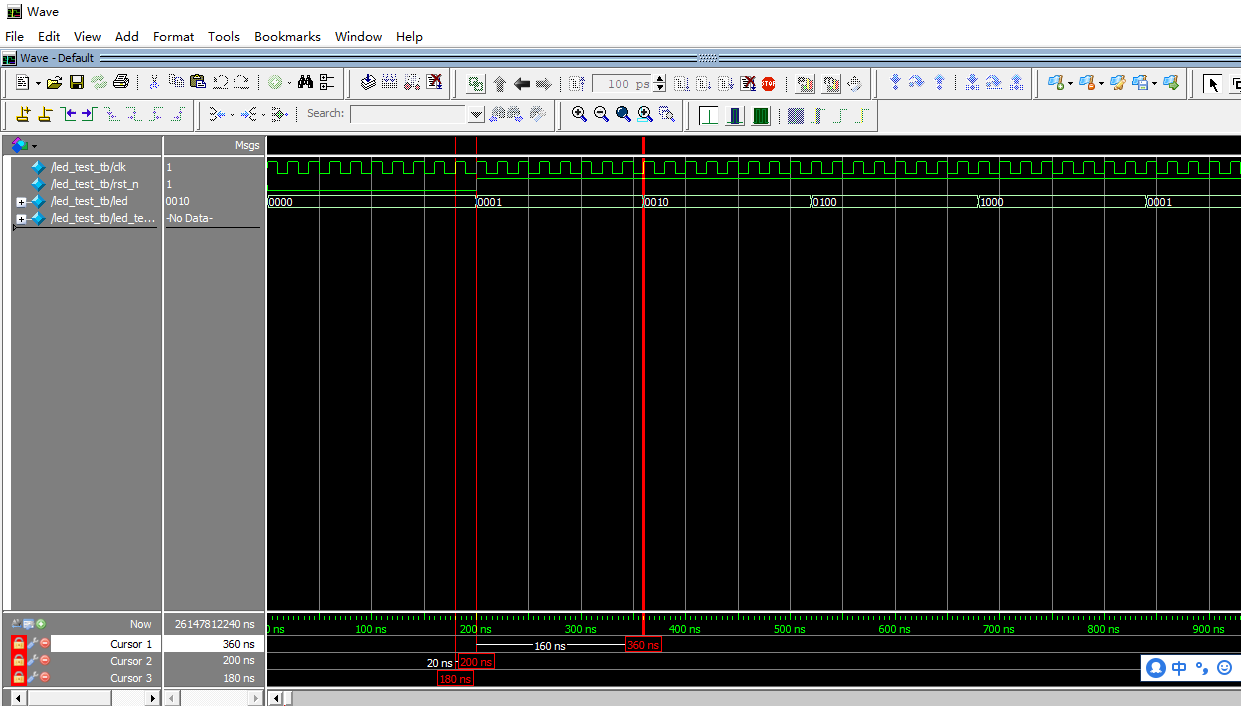 Wave
File Edit View Add Format Tools Bookmarks Window Help
Wave - Default
100 ps
STOP
Search:
Msgs
/led_test_tb/clk 1
/led_test_tb/rst_n 1
/led_test_tb/led 0010 0000 0001 0010 0100 1000 0001
/led_test_tb/led_te... -No Data-
Now 26147812240 ns 0 ns 100 ns 200 ns 300 ns 400 ns 500 ns 600 ns 700 ns 800 ns 900 ns
Cursor 1 360 ns 160 ns 360 ns
Cursor 2 200 ns 20 ns 200 ns
Cursor 3 180 ns 180 ns
中 °,